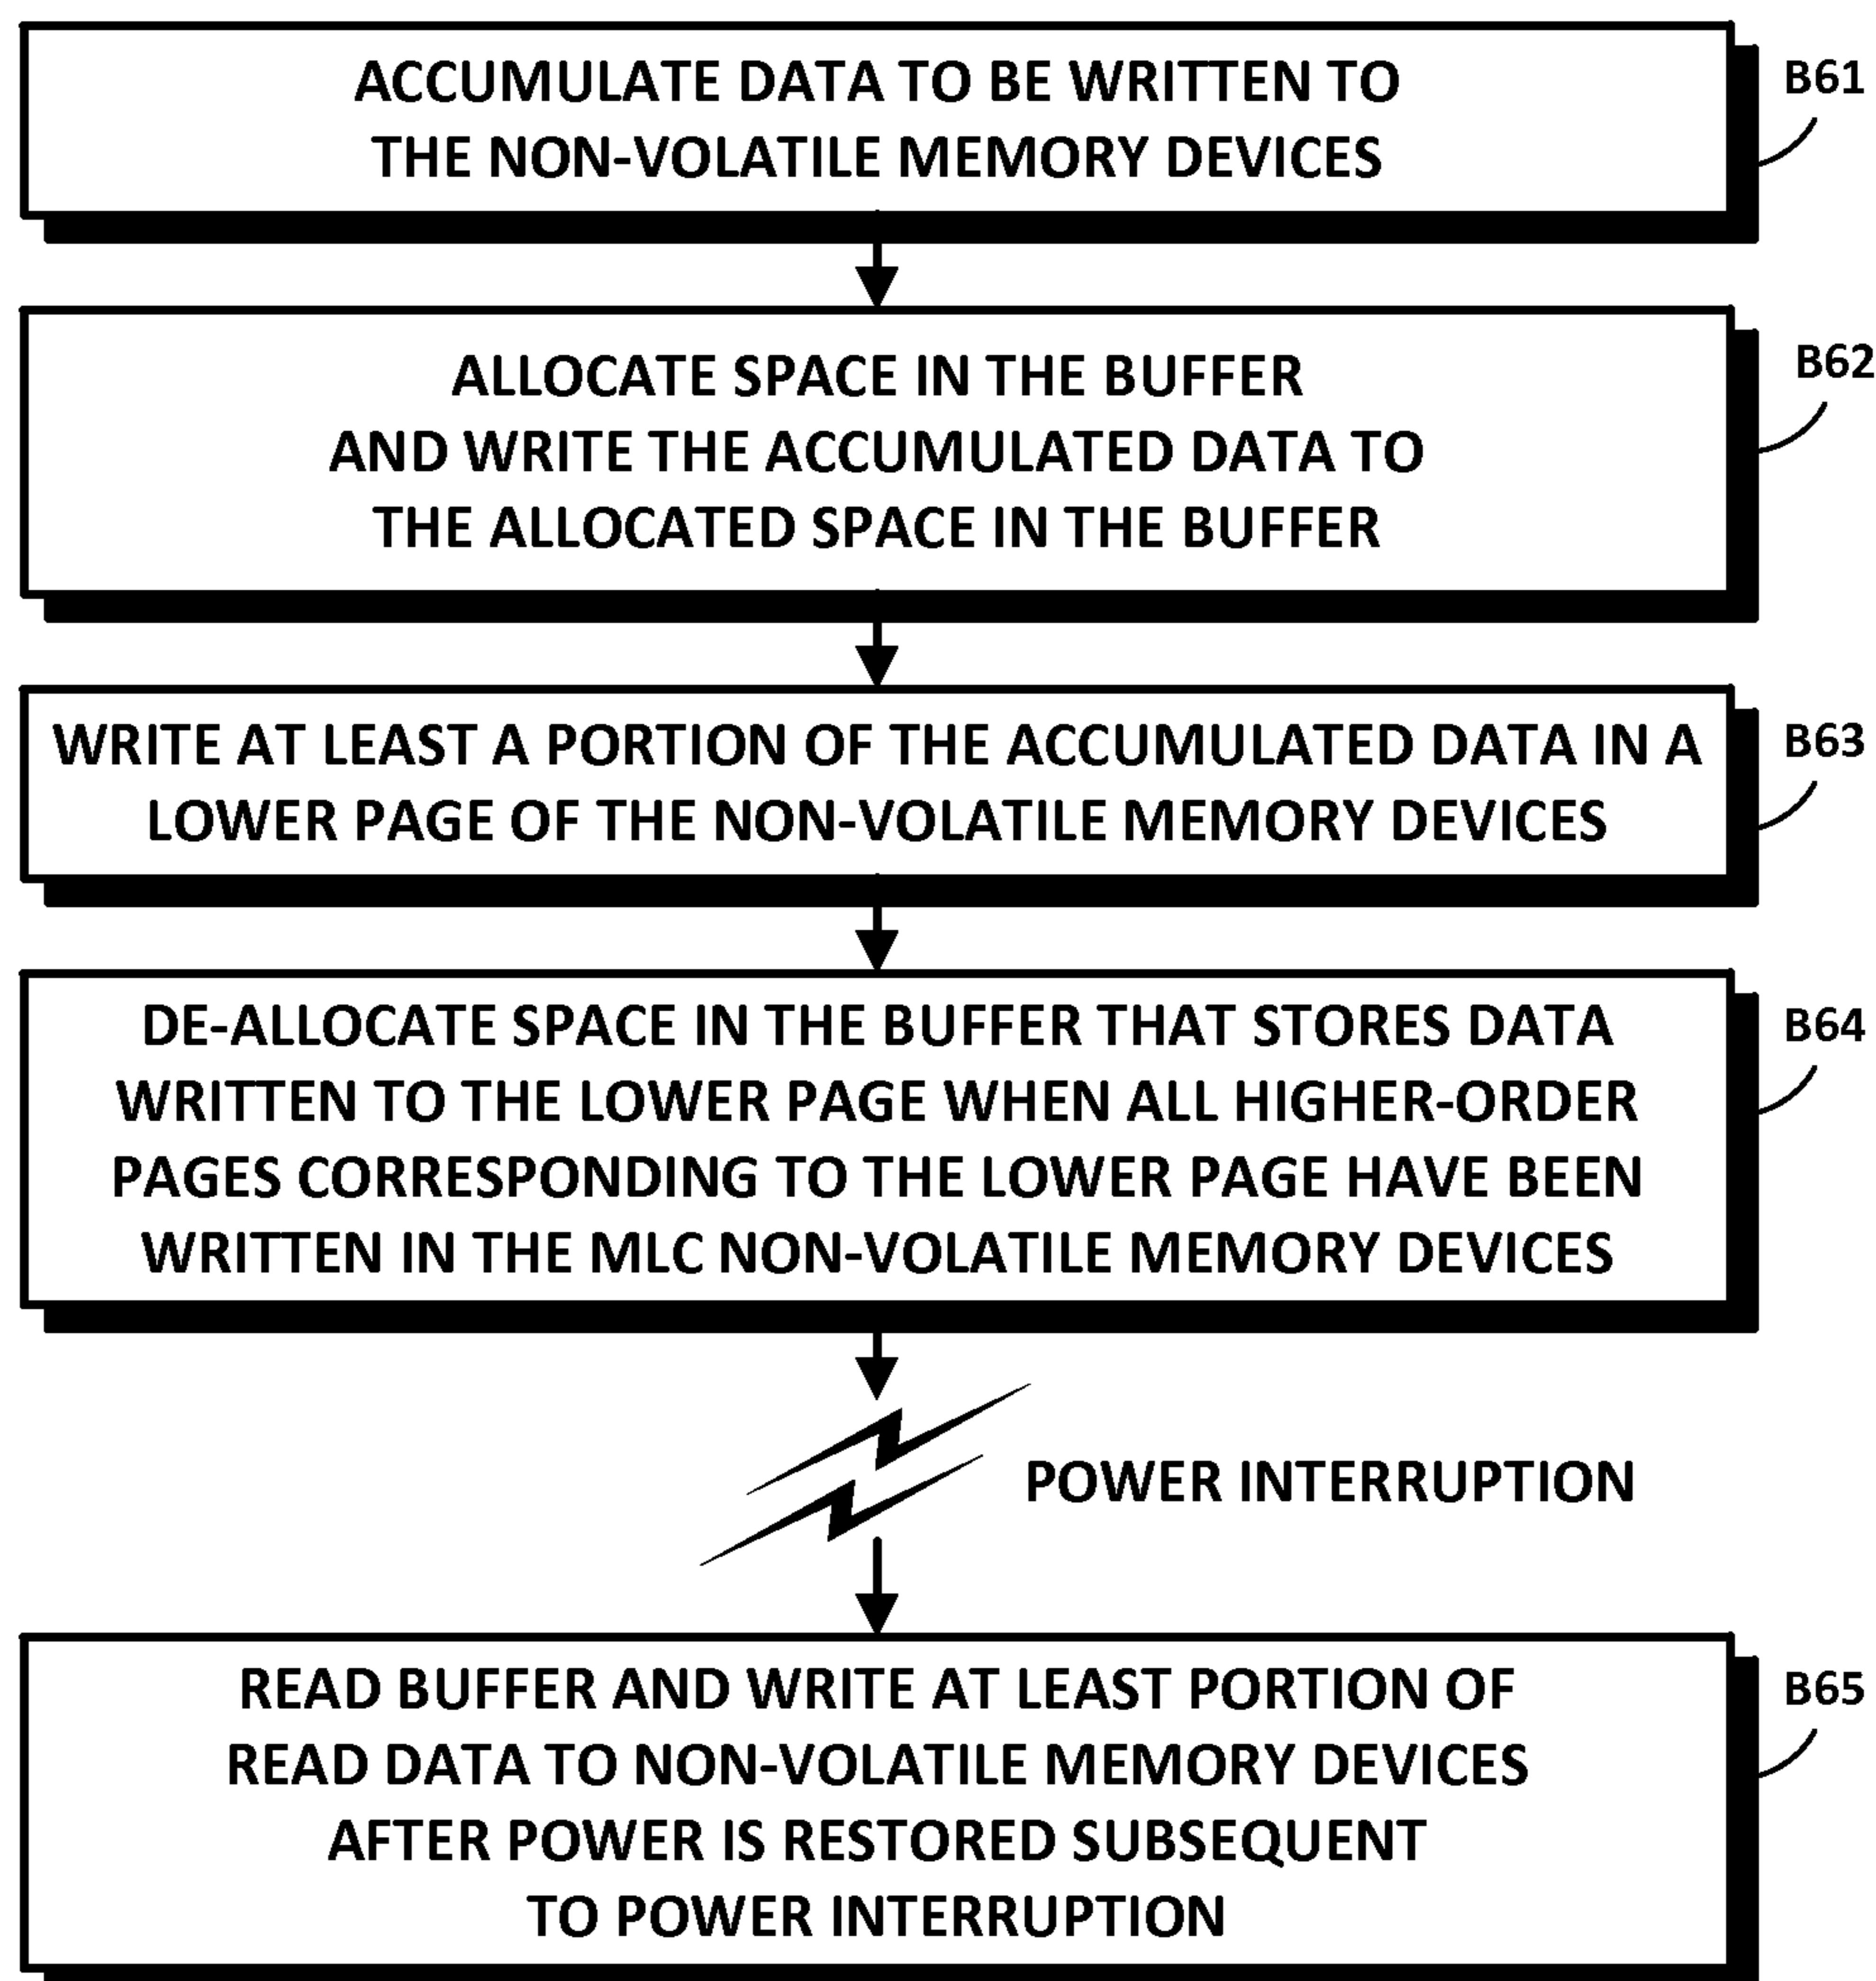 ACCUMULATE DATA TO BE WRITTEN TO
THE NON-VOLATILE MEMORY DEVICES
B61
ALLOCATE SPACE IN THE BUFFER
AND WRITE THE ACCUMULATED DATA TO
THE ALLOCATED SPACE IN THE BUFFER
B62
WRITE AT LEAST A PORTION OF THE ACCUMULATED DATA IN A
LOWER PAGE OF THE NON-VOLATILE MEMORY DEVICES
B63
DE-ALLOCATE SPACE IN THE BUFFER THAT STORES DATA
WRITTEN TO THE LOWER PAGE WHEN ALL HIGHER-ORDER
PAGES CORRESPONDING TO THE LOWER PAGE HAVE BEEN
WRITTEN IN THE MLC NON-VOLATILE MEMORY DEVICES
B64
POWER INTERRUPTION
READ BUFFER AND WRITE AT LEAST PORTION OF
READ DATA TO NON-VOLATILE MEMORY DEVICES
AFTER POWER IS RESTORED SUBSEQUENT
TO POWER INTERRUPTION
B65